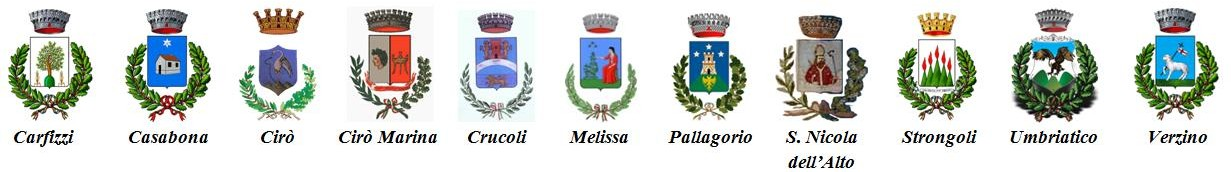 Carfizzi Casabona Cirò Cirò Marina Crucoli Melissa Pallagorio S. Nicola dell'Alto Strongoli Umbriatico Verzino